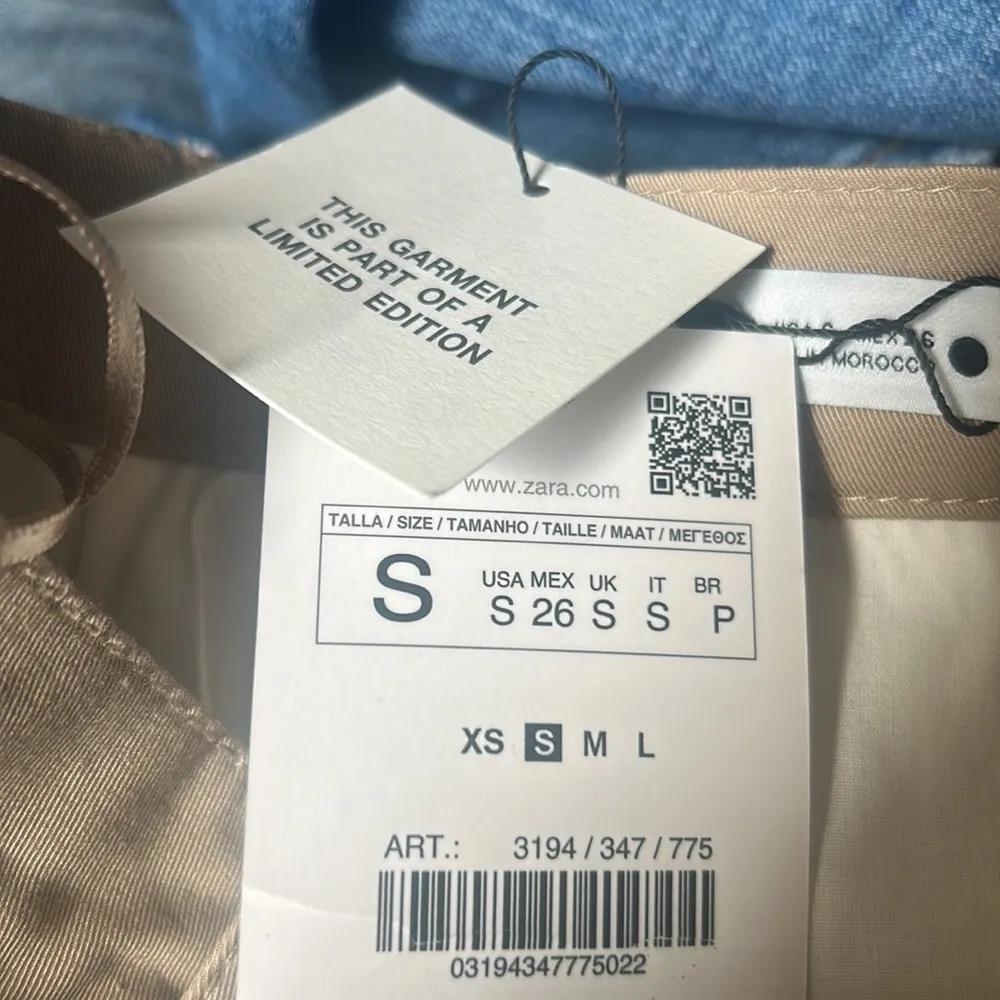 THIS GARMENT
IS PART OF A
LIMITED EDITION
MOROCCO
www.zara.com
TALLA / SIZE / TAMANHO / TAILLE / MAAT / ΜΕΓΕΘΟΣ
S
USA MEX UK IT BR
S 26 S S P
XS S M L
ART.: 3194 / 347 / 775
03194347775022